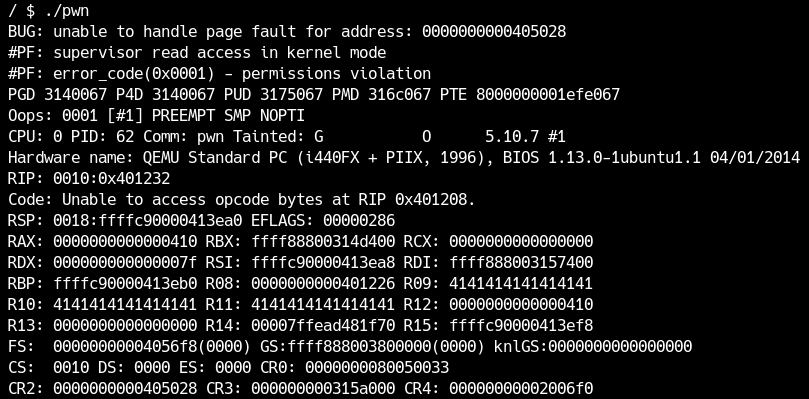 / $ ./pwn
BUG: unable to handle page fault for address: 0000000000405028
#PF: supervisor read access in kernel mode
#PF: error_code(0x0001) - permissions violation
PGD 3140067 P4D 3140067 PUD 3175067 PMD 316c067 PTE 8000000001efe067
Oops: 0001 [#1] PREEMPT SMP NOPTI
CPU: 0 PID: 62 Comm: pwn Tainted: G           O      5.10.7 #1
Hardware name: QEMU Standard PC (i440FX + PIIX, 1996), BIOS 1.13.0-1ubuntu1.1 04/01/2014
RIP: 0010:0x401232
Code: Unable to access opcode bytes at RIP 0x401208.
RSP: 0018:ffffc90000413ea0 EFLAGS: 00000286
RAX: 0000000000000410 RBX: ffff88800314d400 RCX: 0000000000000000
RDX: 000000000000007f RSI: ffffc90000413ea8 RDI: ffff888003157400
RBP: ffffc90000413eb0 R08: 0000000000401226 R09: 4141414141414141
R10: 4141414141414141 R11: 4141414141414141 R12: 0000000000000410
R13: 0000000000000000 R14: 00007ffead481f70 R15: ffffc90000413ef8
FS:  00000000004056f8(0000) GS:ffff888003800000(0000) knlGS:0000000000000000
CS:  0010 DS: 0000 ES: 0000 CR0: 0000000080050033
CR2: 0000000000405028 CR3: 000000000315a000 CR4: 00000000002006f0